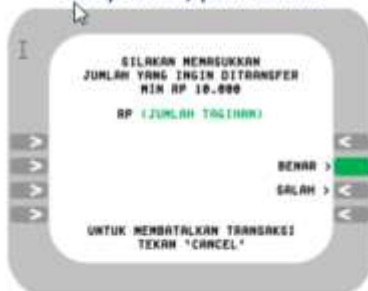 SILAKAN MEMASUKKAN
JUMLAH YANG INGIN DITRANSFER
MIN RP 10.000
RP (JUMLAH TAGIHAN)
BENAR >
SALAH >
UNTUK MEMBATALKAN TRANSAKSI
TEKAN "CANCEL"